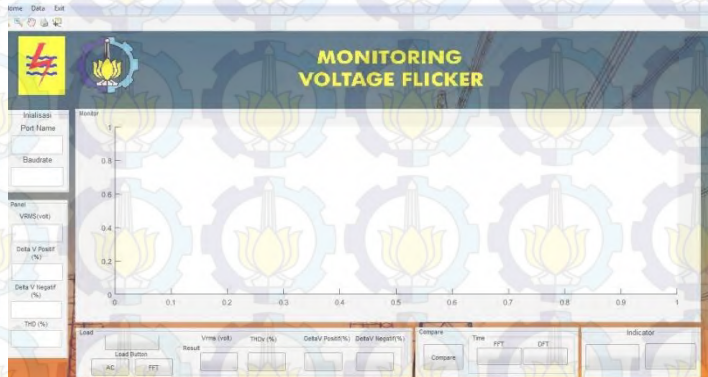 Home Data Exit
MONITORING
VOLTAGE FLICKER
Inialisasi
Port Name
Baudrate
Monitor
1
0.8
0.6
0.4
0.2
0
0 0.1 0.2 0.3 0.4 0.5 0.6 0.7 0.8 0.9 1
Panel
VRMS(volt)
Delta V Positif
(%)
Delta V Negatif
(%)
THD (%)
Load
Load Button
AC FFT
Result
Vrms (volt) THDv (%) DeltaV Positif(%) DeltaV Negatif(%)
Compare
Compare
Time
FFT DFT
Indicator